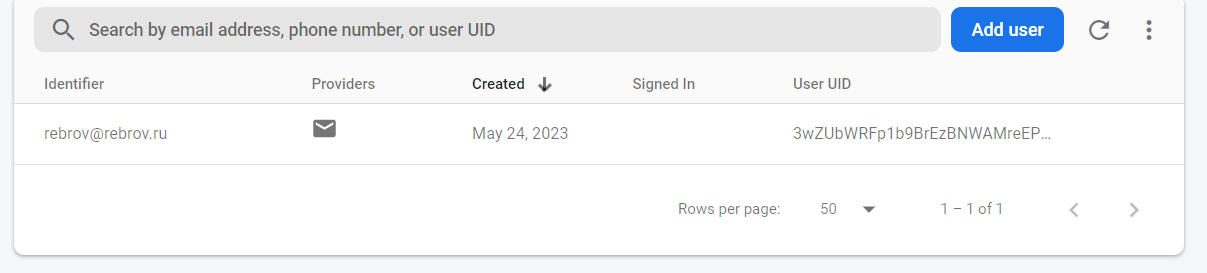 Search by email address, phone number, or user UID Add user
Identifier Providers Created Signed In User UID
rebrov@rebrov.ru May 24, 2023 3wZUbWRFp1b9BrEzBNWAMreEP...
Rows per page: 50 1 – 1 of 1